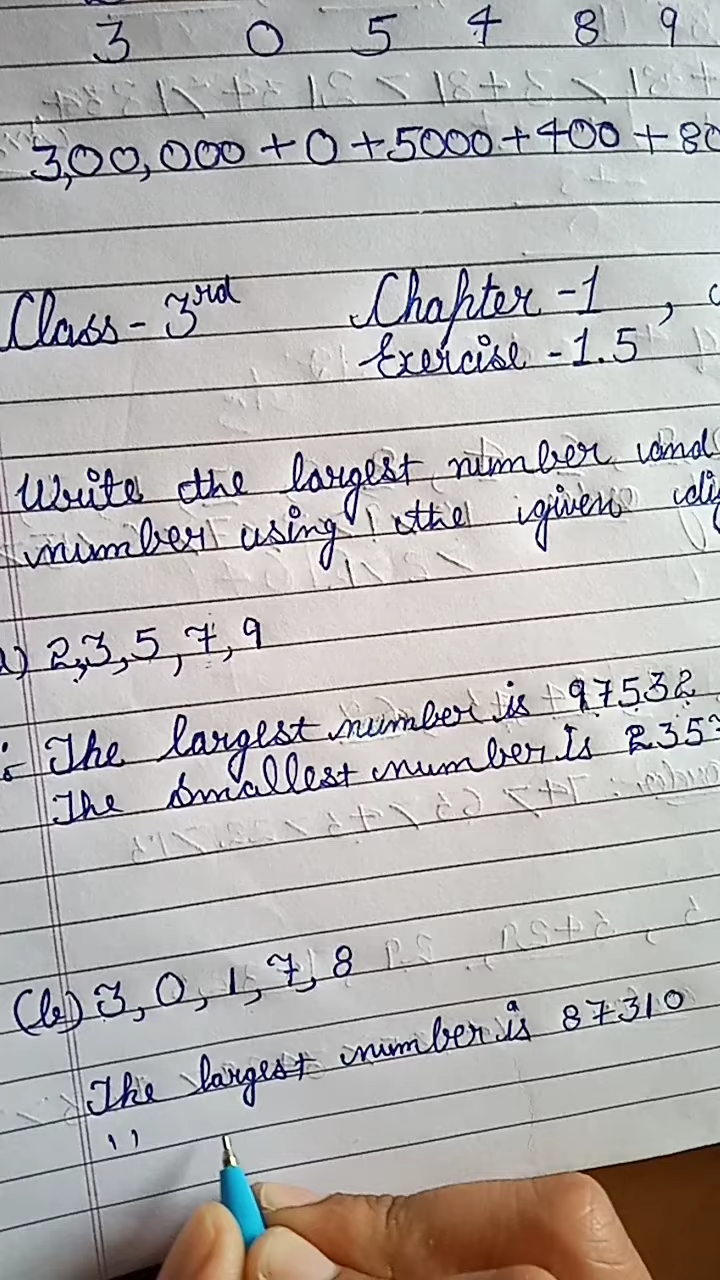 3 0 5 4 8 9
3,00,000 + 0 + 5000 + 400 + 80
Class - 3rd Chapter - 1 ,
Exercise - 1.5
Write the largest number and
number using the given
2,3,5,7,9
The largest number is 97532
The smallest number is 2357
(b) 3, 0, 1, 7, 8
The largest number is 87310
"